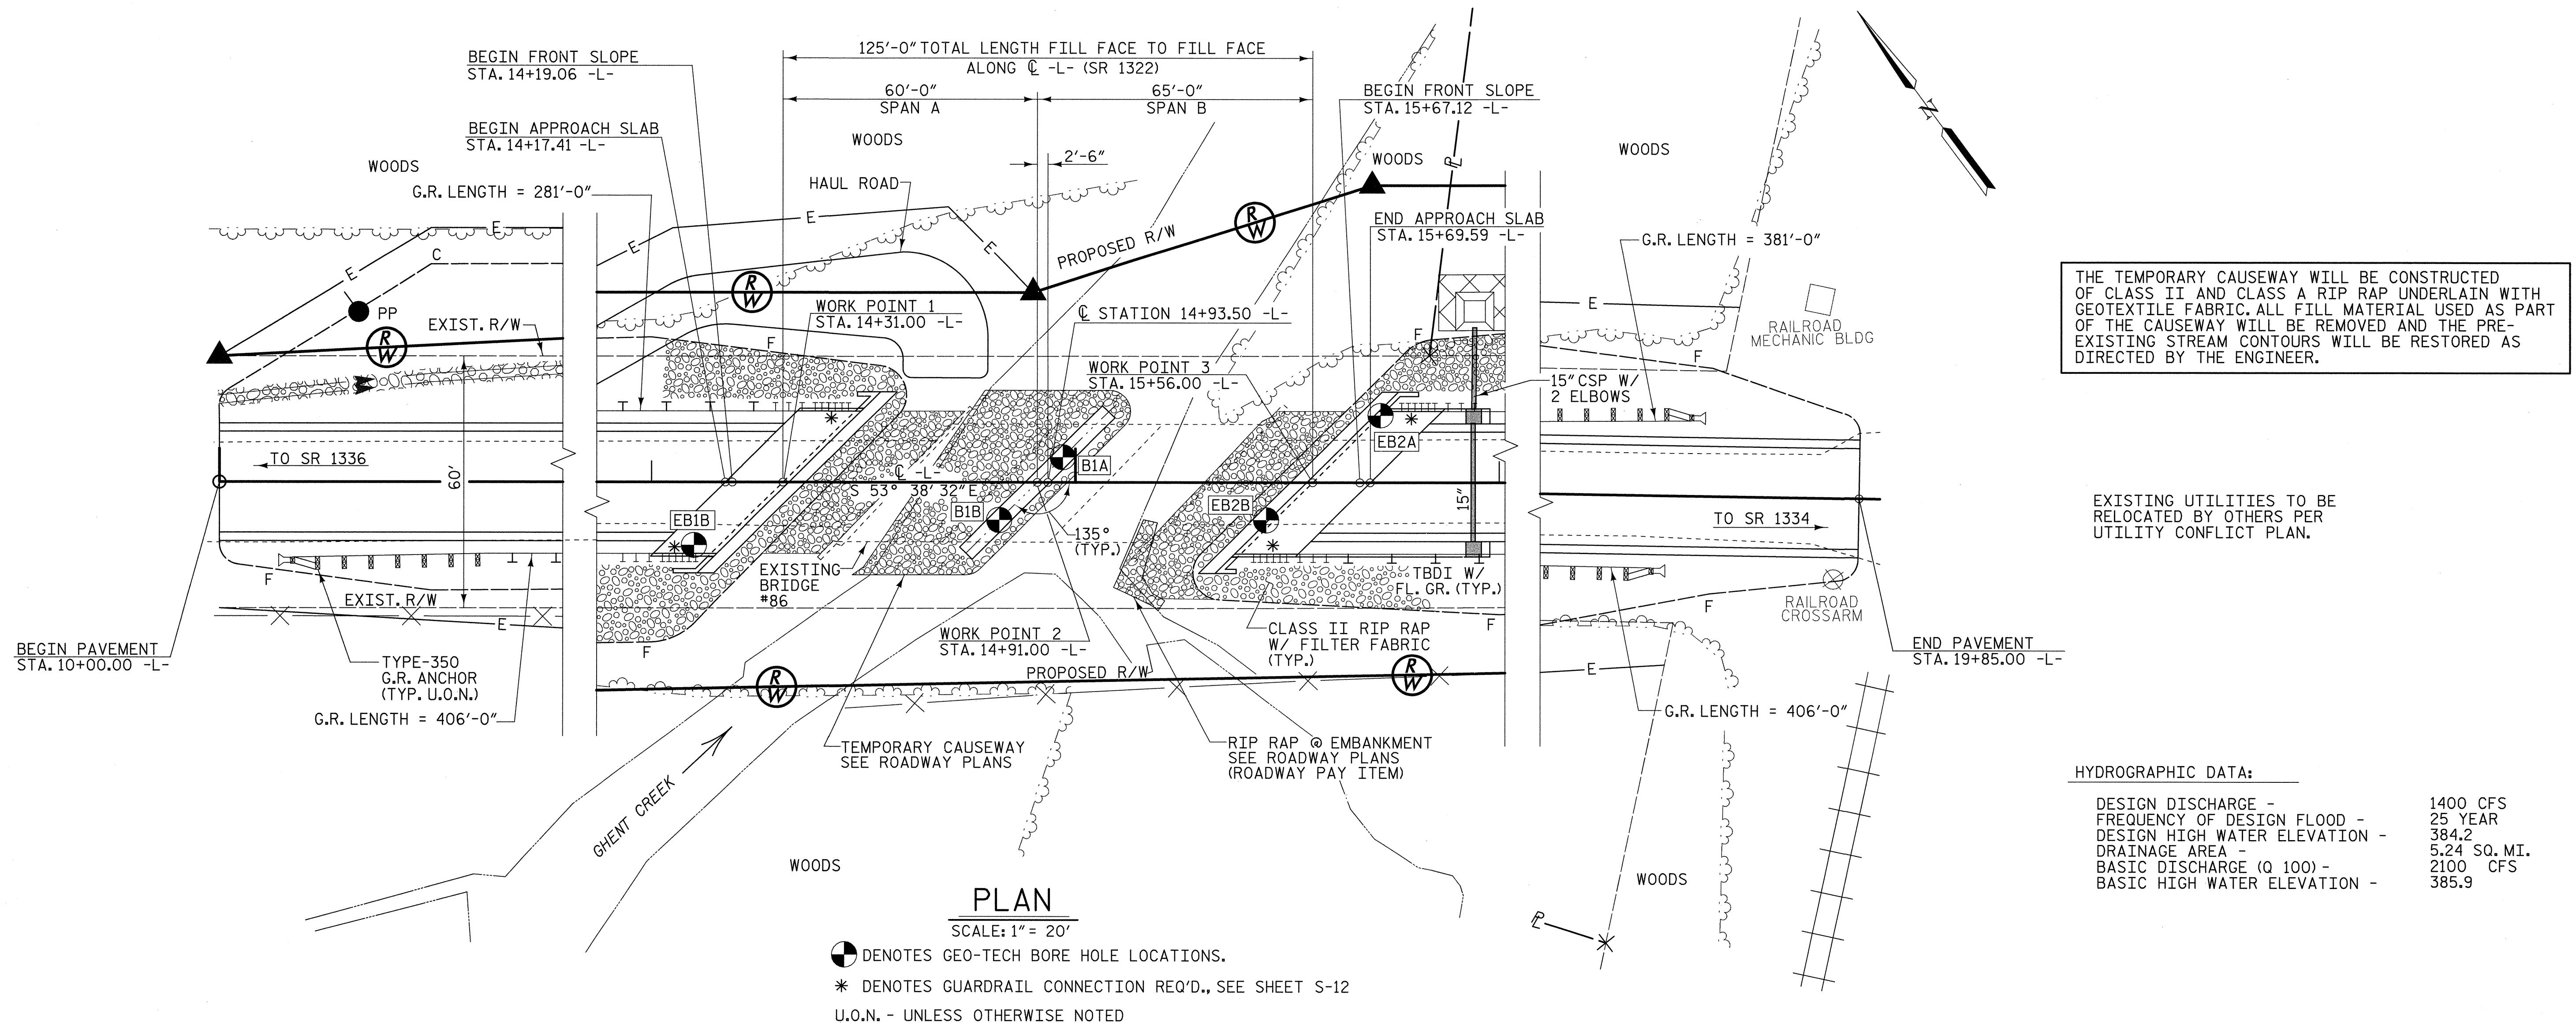 125'-0" TOTAL LENGTH FILL FACE TO FILL FACE
ALONG ℄ -L- (SR 1322)
60'-0"
SPAN A
65'-0"
SPAN B
BEGIN FRONT SLOPE
STA. 14+19.06 -L-
BEGIN FRONT SLOPE
STA. 15+67.12 -L-
BEGIN APPROACH SLAB
STA. 14+17.41 -L-
WOODS
WOODS
2'-6"
WOODS
WOODS
G.R. LENGTH = 281'-0"
HAUL ROAD
PL
N
E
E
E
E
E
C
PP
EXIST. R/W
R/W
R/W
PROPOSED R/W
R/W
END APPROACH SLAB
STA. 15+69.59 -L-
G.R. LENGTH = 381'-0"
E
WORK POINT 1
STA. 14+31.00 -L-
℄ STATION 14+93.50 -L-
F
F
F
RAILROAD
MECHANIC BLDG
WORK POINT 3
STA. 15+56.00 -L-
15" CSP W/
2 ELBOWS
EB2A
TO SR 1336
60'
℄ -L-
S 53° 38' 32" E
B1A
B1B
EB1B
EB2B
15"
TO SR 1334
135°
(TYP.)
EXISTING
BRIDGE
#86
TBDI W/
FL. GR. (TYP.)
F
EXIST. R/W
E
F
F
F
RAILROAD
CROSSARM
BEGIN PAVEMENT
STA. 10+00.00 -L-
TYPE-350
G.R. ANCHOR
(TYP. U.O.N.)
G.R. LENGTH = 406'-0"
WORK POINT 2
STA. 14+91.00 -L-
CLASS II RIP RAP
W/ FILTER FABRIC
(TYP.)
END PAVEMENT
STA. 19+85.00 -L-
R/W
PROPOSED R/W
R/W
E
G.R. LENGTH = 406'-0"
TEMPORARY CAUSEWAY
SEE ROADWAY PLANS
RIP RAP @ EMBANKMENT
SEE ROADWAY PLANS
(ROADWAY PAY ITEM)
GHENT CREEK
WOODS
WOODS
PL
PLAN
SCALE: 1" = 20'
DENOTES GEO-TECH BORE HOLE LOCATIONS.
* DENOTES GUARDRAIL CONNECTION REQ'D., SEE SHEET S-12
U.O.N. - UNLESS OTHERWISE NOTED
THE TEMPORARY CAUSEWAY WILL BE CONSTRUCTED
OF CLASS II AND CLASS A RIP RAP UNDERLAIN WITH
GEOTEXTILE FABRIC. ALL FILL MATERIAL USED AS PART
OF THE CAUSEWAY WILL BE REMOVED AND THE PRE-
EXISTING STREAM CONTOURS WILL BE RESTORED AS
DIRECTED BY THE ENGINEER.
EXISTING UTILITIES TO BE
RELOCATED BY OTHERS PER
UTILITY CONFLICT PLAN.
HYDROGRAPHIC DATA:
DESIGN DISCHARGE - 1400 CFS
FREQUENCY OF DESIGN FLOOD - 25 YEAR
DESIGN HIGH WATER ELEVATION - 384.2
DRAINAGE AREA - 5.24 SQ. MI.
BASIC DISCHARGE (Q 100) - 2100 CFS
BASIC HIGH WATER ELEVATION - 385.9